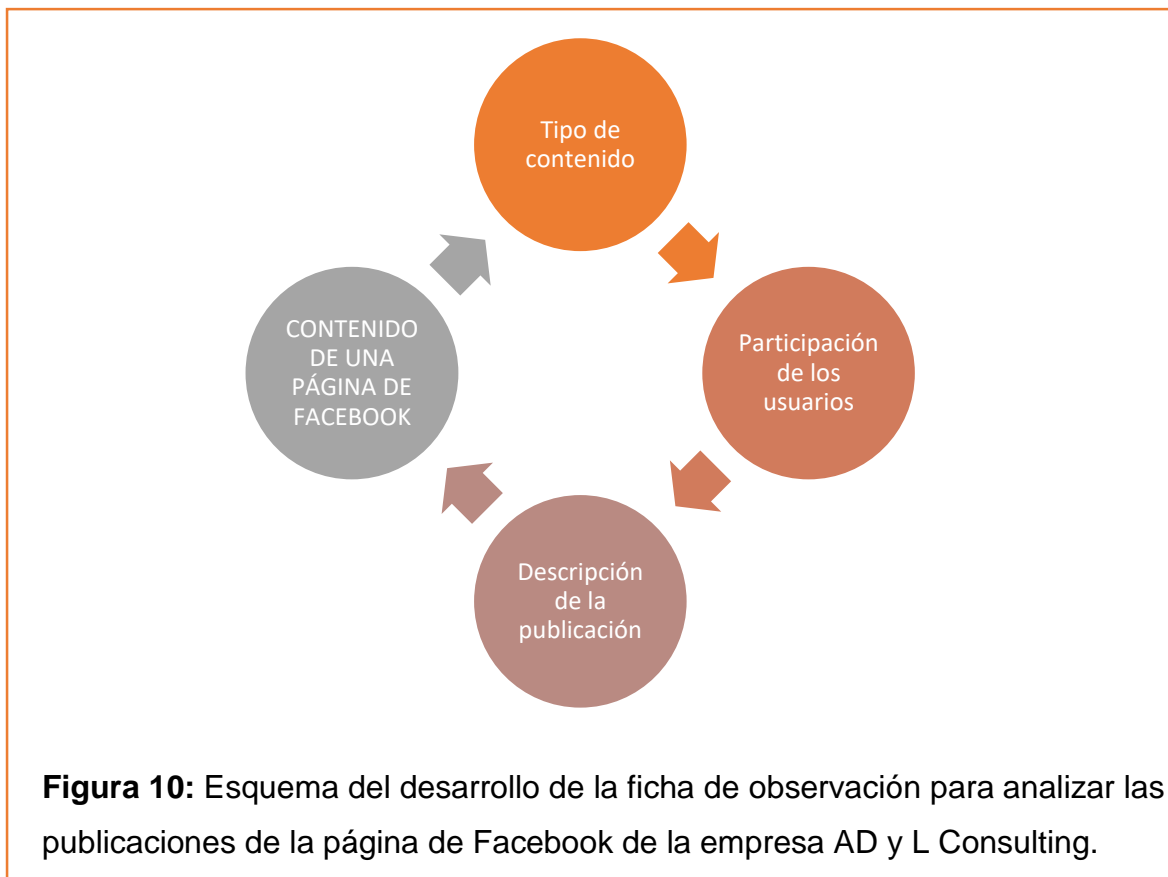 Tipo de
contenido
Participación
de los
usuarios
Descripción
de la
publicación
CONTENIDO
DE UNA
PÁGINA DE
FACEBOOK
Figura 10: Esquema del desarrollo de la ficha de observación para analizar las
publicaciones de la página de Facebook de la empresa AD y L Consulting.